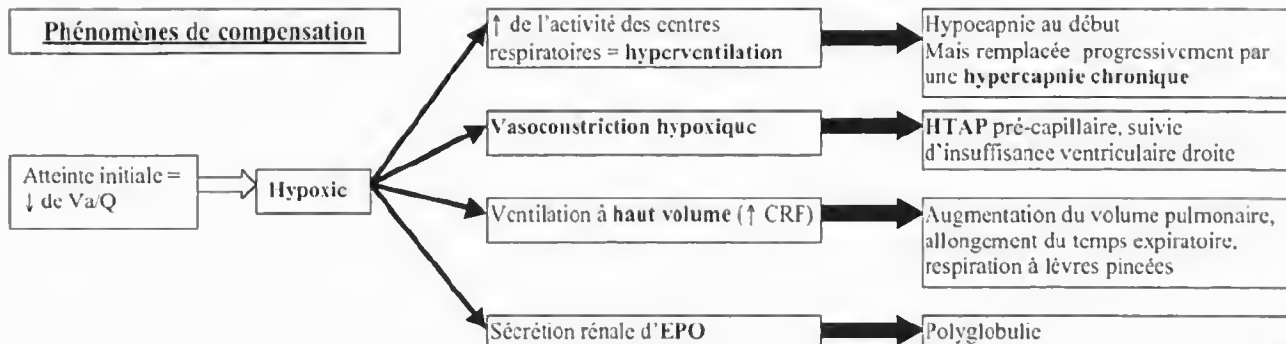 Phénomènes de compensation
Atteinte initiale =
↓ de Va/Q
Hypoxie
↑ de l'activité des centres
respiratoires = hyperventilation
Hypocapnie au début
Mais remplacée progressivement par
une hypercapnie chronique
Vasoconstriction hypoxique
HTAP pré-capillaire, suivie
d'insuffisance ventriculaire droite
Ventilation à haut volume (↑ CRF)
Augmentation du volume pulmonaire,
allongement du temps expiratoire,
respiration à lèvres pincées
Sécrétion rénale d'EPO
Polyglobulie